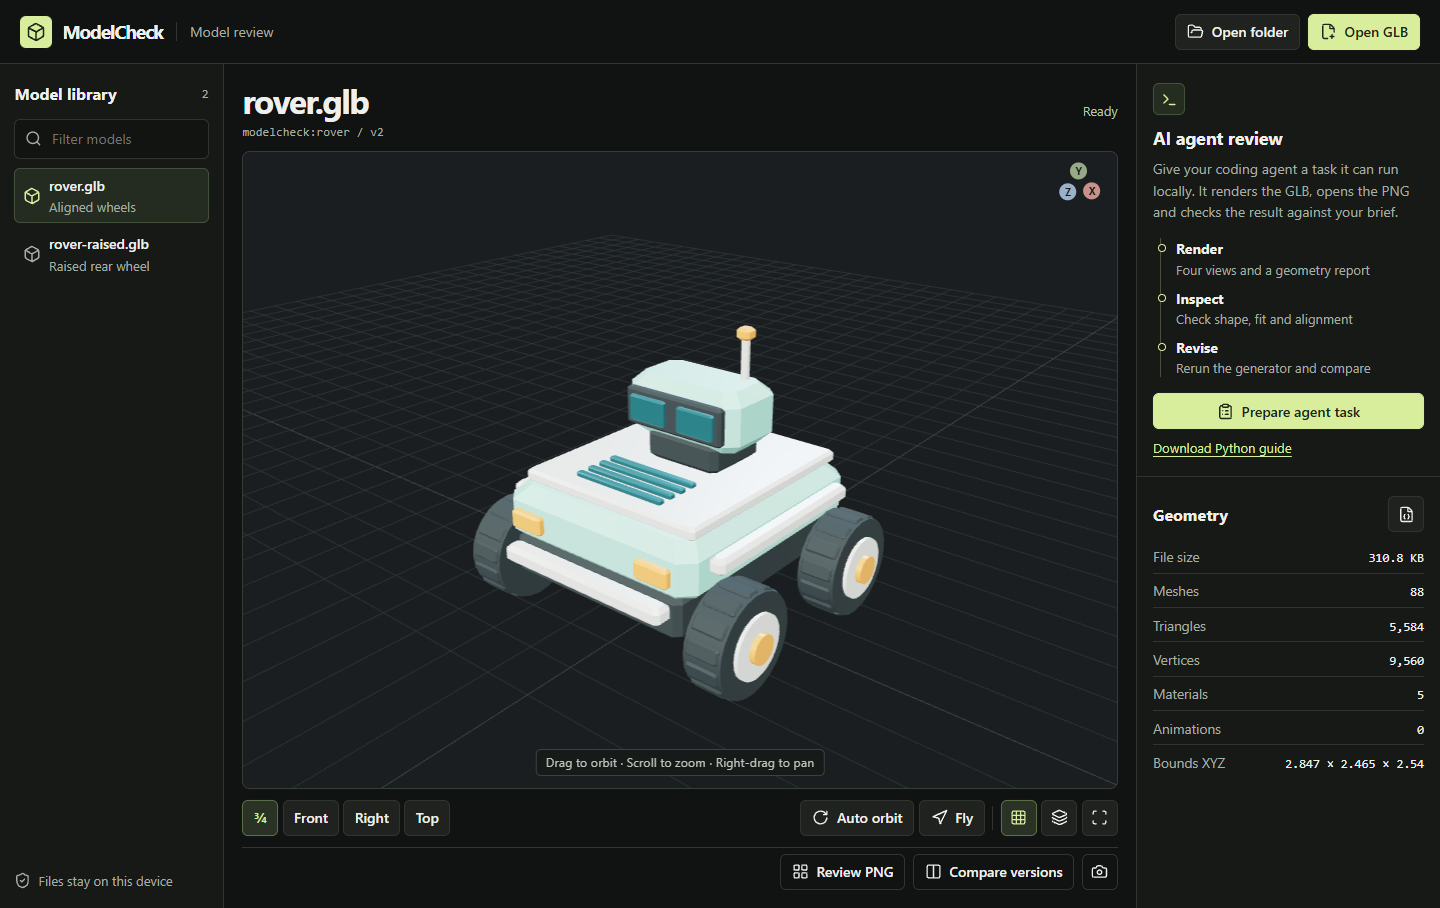 ModelCheck
Model review
Open folder
Open GLB
Model library
2
Filter models
rover.glb
Aligned wheels
rover-raised.glb
Raised rear wheel
Files stay on this device
rover.glb
modelcheck:rover / v2
Ready
Y
Z
X
Drag to orbit · Scroll to zoom · Right-drag to pan
¾
Front
Right
Top
Auto orbit
Fly
Review PNG
Compare versions
AI agent review
Give your coding agent a task it can run
locally. It renders the GLB, opens the PNG
and checks the result against your brief.
Render
Four views and a geometry report
Inspect
Check shape, fit and alignment
Revise
Rerun the generator and compare
Prepare agent task
Download Python guide
Geometry
File size 310.8 KB
Meshes 88
Triangles 5,584
Vertices 9,560
Materials 5
Animations 0
Bounds XYZ 2.847 × 2.465 × 2.54